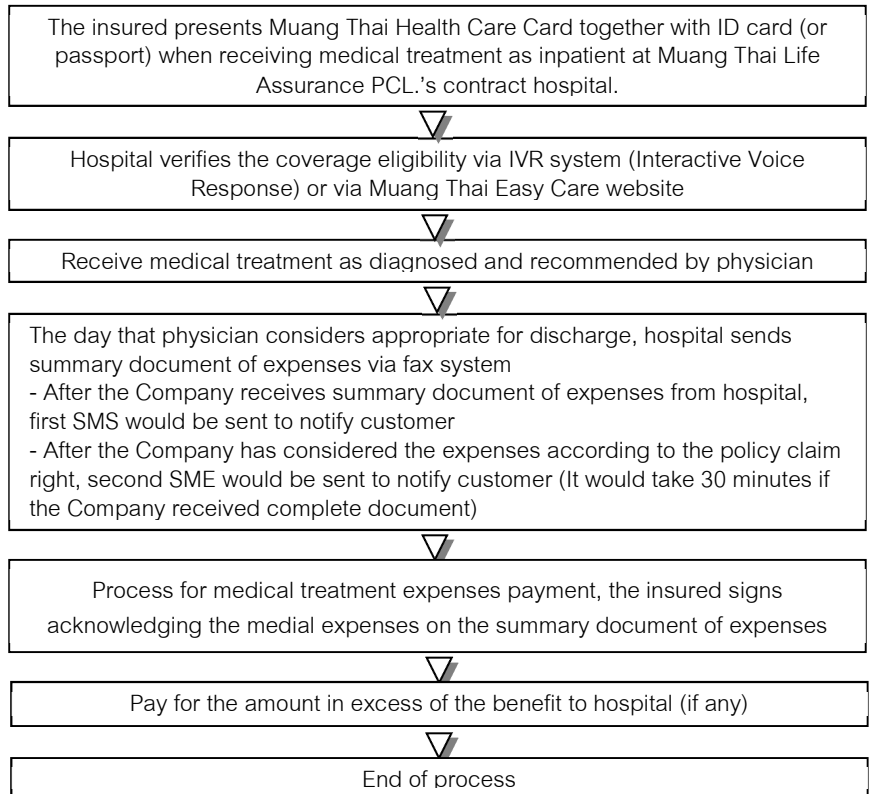 The insured presents Muang Thai Health Care Card together with ID card (or
passport) when receiving medical treatment as inpatient at Muang Thai Life
Assurance PCL.'s contract hospital.
Hospital verifies the coverage eligibility via IVR system (Interactive Voice
Response) or via Muang Thai Easy Care website
Receive medical treatment as diagnosed and recommended by physician
The day that physician considers appropriate for discharge, hospital sends
summary document of expenses via fax system
- After the Company receives summary document of expenses from hospital,
first SMS would be sent to notify customer
- After the Company has considered the expenses according to the policy claim
right, second SME would be sent to notify customer (It would take 30 minutes if
the Company received complete document)
Process for medical treatment expenses payment, the insured signs
acknowledging the medial expenses on the summary document of expenses
Pay for the amount in excess of the benefit to hospital (if any)
End of process